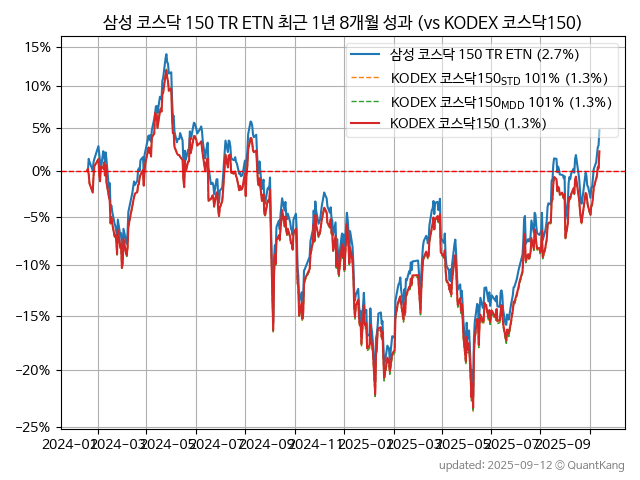 삼성 코스닥 150 TR ETN 최근 1년 8개월 성과 (vs KODEX 코스닥150)
삼성 코스닥 150 TR ETN (2.7%)
KODEX 코스닥150STD 101% (1.3%)
KODEX 코스닥150MDD 101% (1.3%)
KODEX 코스닥150 (1.3%)
15%
10%
5%
0%
−5%
−10%
−15%
−20%
−25%
2024-01 2024-03 2024-05 2024-07 2024-09 2024-11 2025-01 2025-03 2025-05 2025-07 2025-09
updated: 2025-09-12 © QuantKang